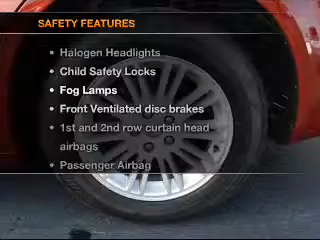 SAFETY FEATURES
• Halogen Headlights
• Child Safety Locks
• Fog Lamps
• Front Ventilated disc brakes
• 1st and 2nd row curtain head
airbags
• Passenger Airbag